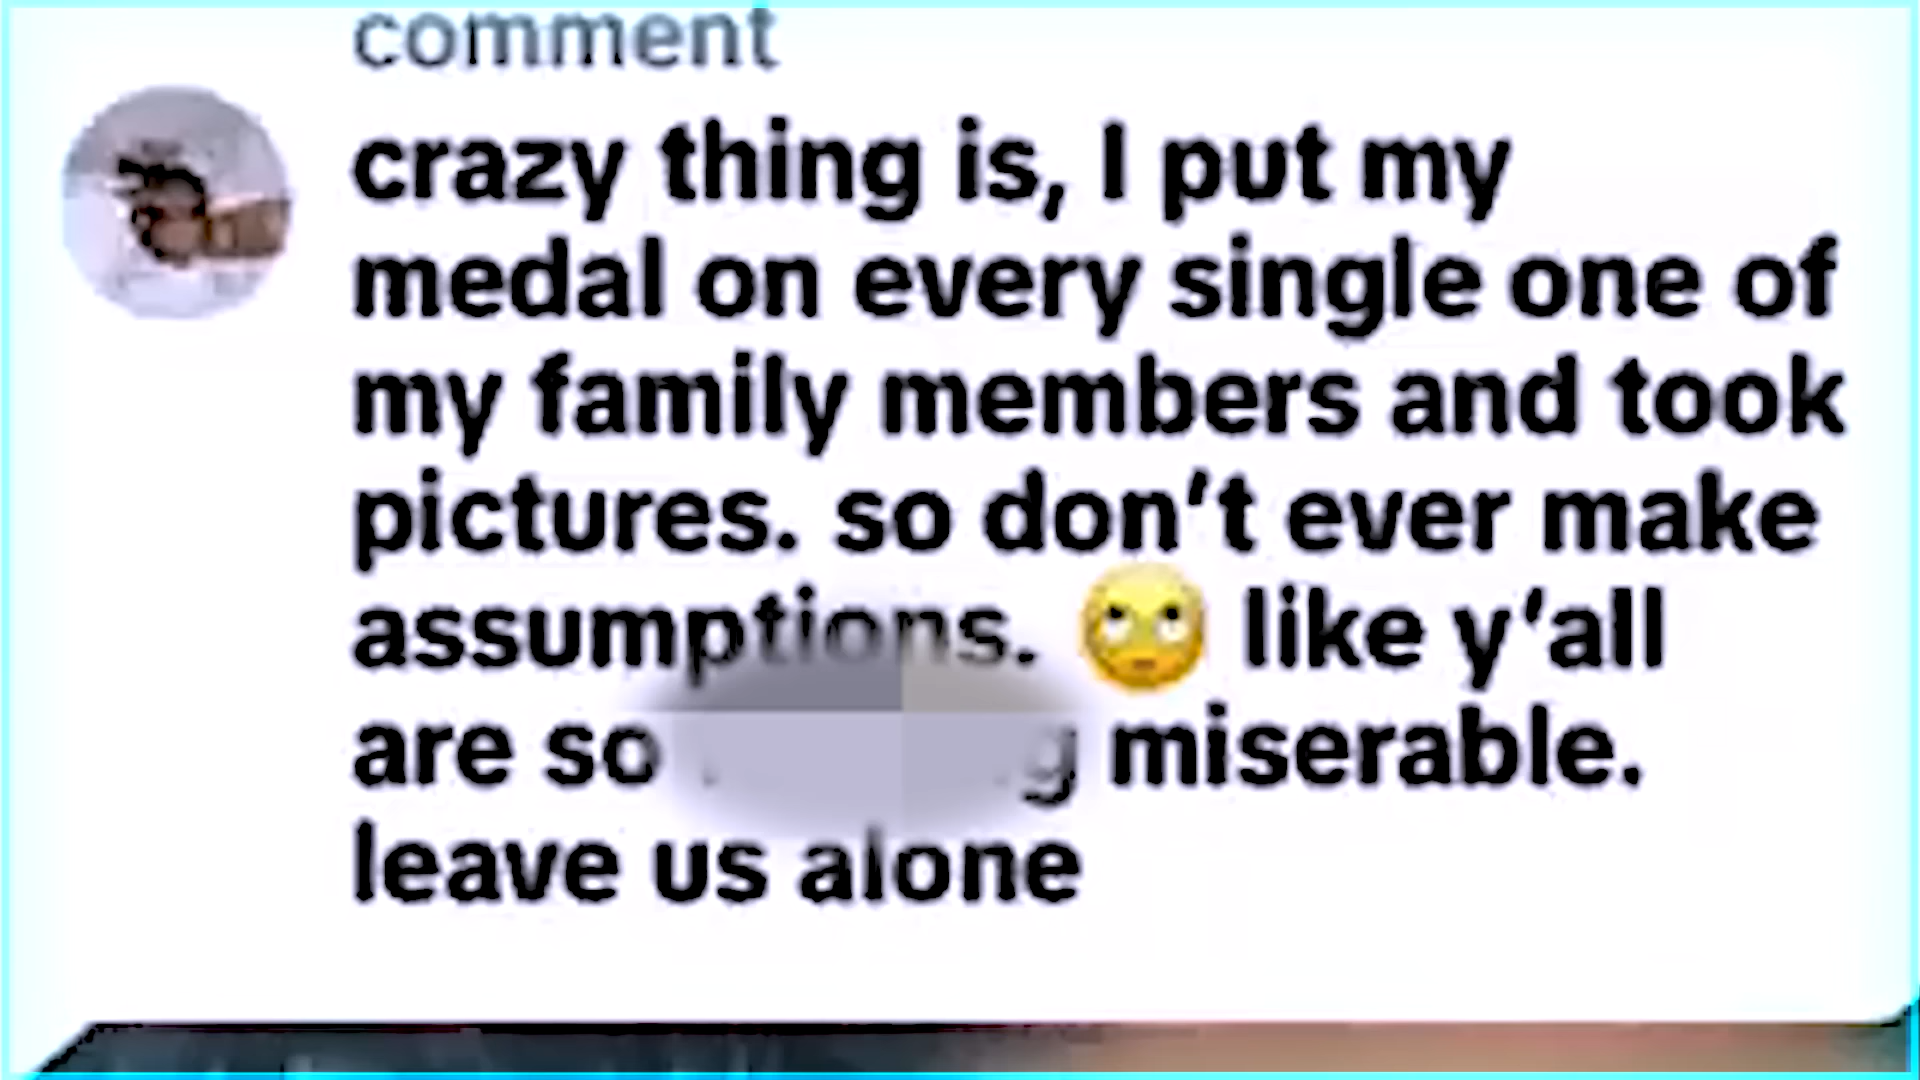 comment
crazy thing is, I put my
medal on every single one of
my family members and took
pictures. so don't ever make
assumptions. 🙄 like y'all
are so miserable.
leave us alone